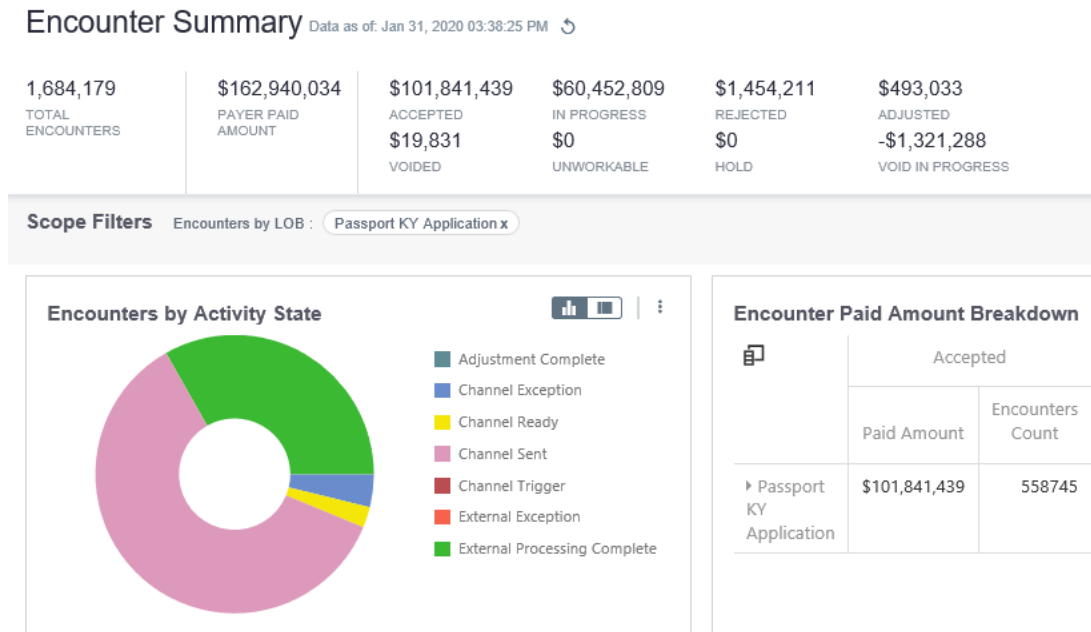 Encounter Summary Data as of: Jan 31, 2020 03:38:25 PM
1,684,179
TOTAL
ENCOUNTERS
$162,940,034
PAYER PAID
AMOUNT
$101,841,439
ACCEPTED
$19,831
VOIDED
$60,452,809
IN PROGRESS
$0
UNWORKABLE
$1,454,211
REJECTED
$0
HOLD
$493,033
ADJUSTED
-$1,321,288
VOID IN PROGRESS
Scope Filters Encounters by LOB : Passport KY Application x
Encounters by Activity State
Adjustment Complete
Channel Exception
Channel Ready
Channel Sent
Channel Trigger
External Exception
External Processing Complete
Encounter Paid Amount Breakdown
Accepted
Paid Amount
Encounters
Count
Passport
KY
Application
$101,841,439
558745